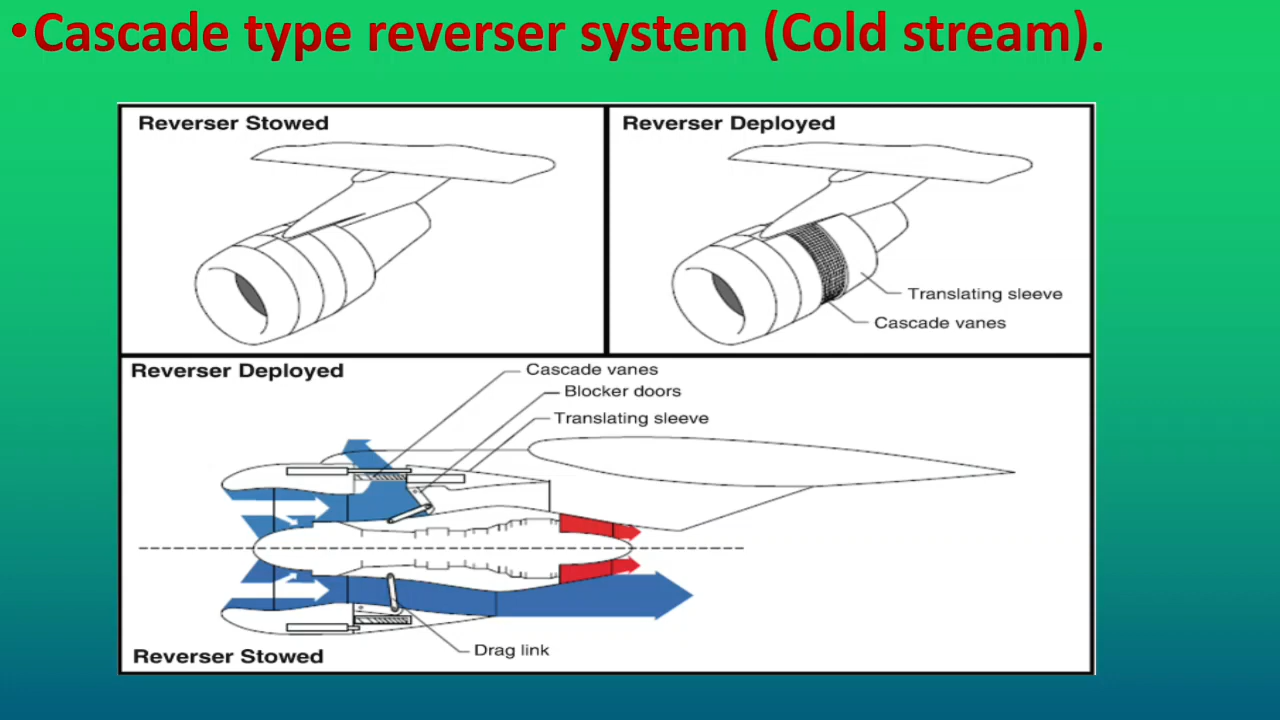 •Cascade type reverser system (Cold stream).
Reverser Stowed
Reverser Deployed
Translating sleeve
Cascade vanes
Reverser Deployed
Cascade vanes
Blocker doors
Translating sleeve
Drag link
Reverser Stowed